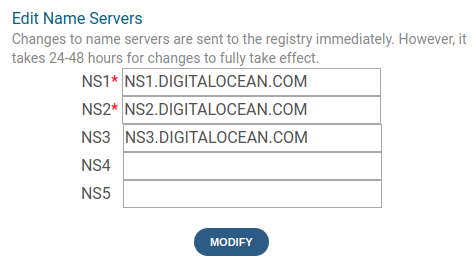 Edit Name Servers
Changes to name servers are sent to the registry immediately. However, it
takes 24-48 hours for changes to fully take effect.
NS1* NS1.DIGITALOCEAN.COM
NS2* NS2.DIGITALOCEAN.COM
NS3 NS3.DIGITALOCEAN.COM
NS4
NS5
MODIFY